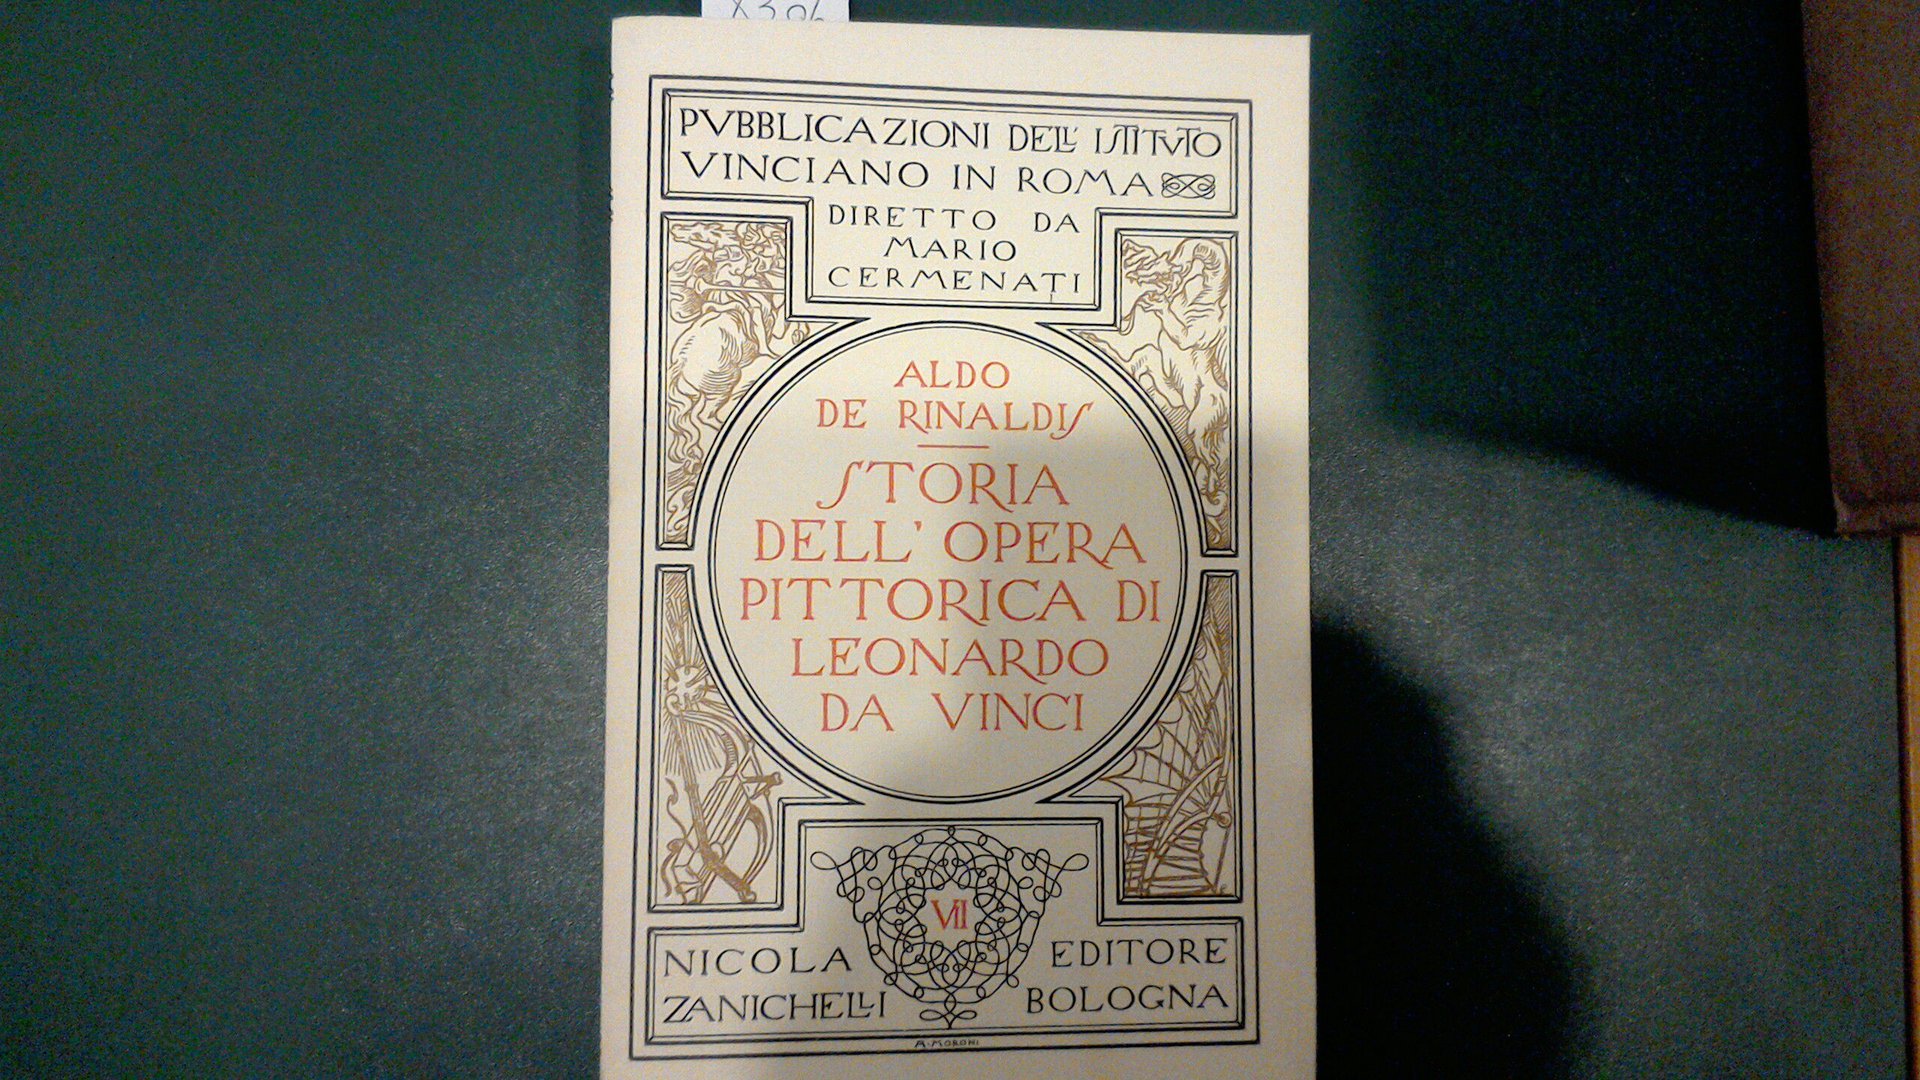 PVBBLICAZIONI DELL' ISTITVTO
VINCIANO IN ROMA
DIRETTO DA
MARIO
CERMENATI
ALDO
DE RINALDIS
STORIA
DELL' OPERA
PITTORICA DI
LEONARDO
DA VINCI
VII
NICOLA
ZANICHELLI
EDITORE
BOLOGNA
A·MORONI